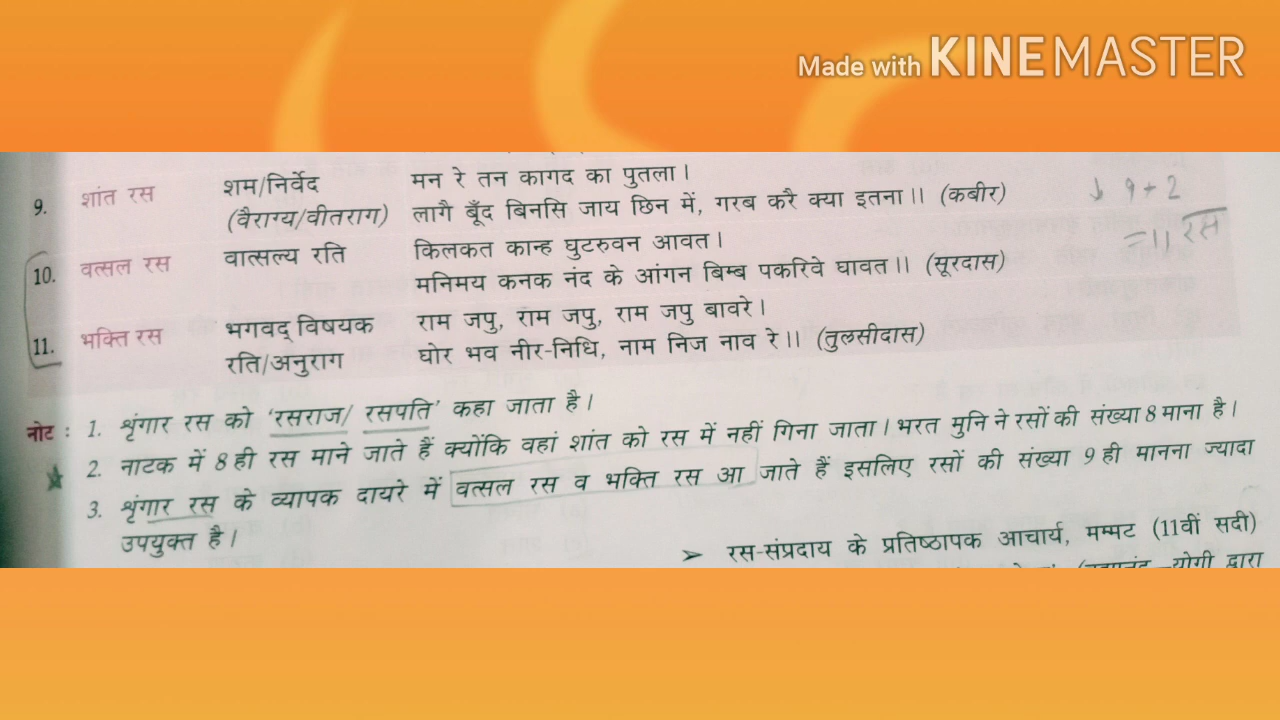 Made with KINEMASTER
9. शांत रस शम/निर्वेद मन रे तन कागद का पुतला।
(वैराग्य/वीतराग) लागै बूँद बिनसि जाय छिन में, गरब करै क्या इतना।। (कबीर) ↓ 9+2
10. वत्सल रस वात्सल्य रति किलकत कान्ह घुटरुवन आवत। =11 रस
मनिमय कनक नंद के आंगन बिम्ब पकरिवे घावत।। (सूरदास)
11. भक्ति रस भगवद् विषयक राम जपु, राम जपु, राम जपु बावरे।
रति/अनुराग घोर भव नीर-निधि, नाम निज नाव रे।। (तुलसीदास)
नोट : 1. शृंगार रस को 'रसराज/ रसपति' कहा जाता है।
2. नाटक में 8 ही रस माने जाते हैं क्योंकि वहां शांत को रस में नहीं गिना जाता। भरत मुनि ने रसों की संख्या 8 माना है।
3. शृंगार रस के व्यापक दायरे में वत्सल रस व भक्ति रस आ जाते हैं इसलिए रसों की संख्या 9 ही मानना ज्यादा
उपयुक्त है।
➢ रस-संप्रदाय के प्रतिष्ठापक आचार्य, मम्मट (11वीं सदी)
योगी द्वारा